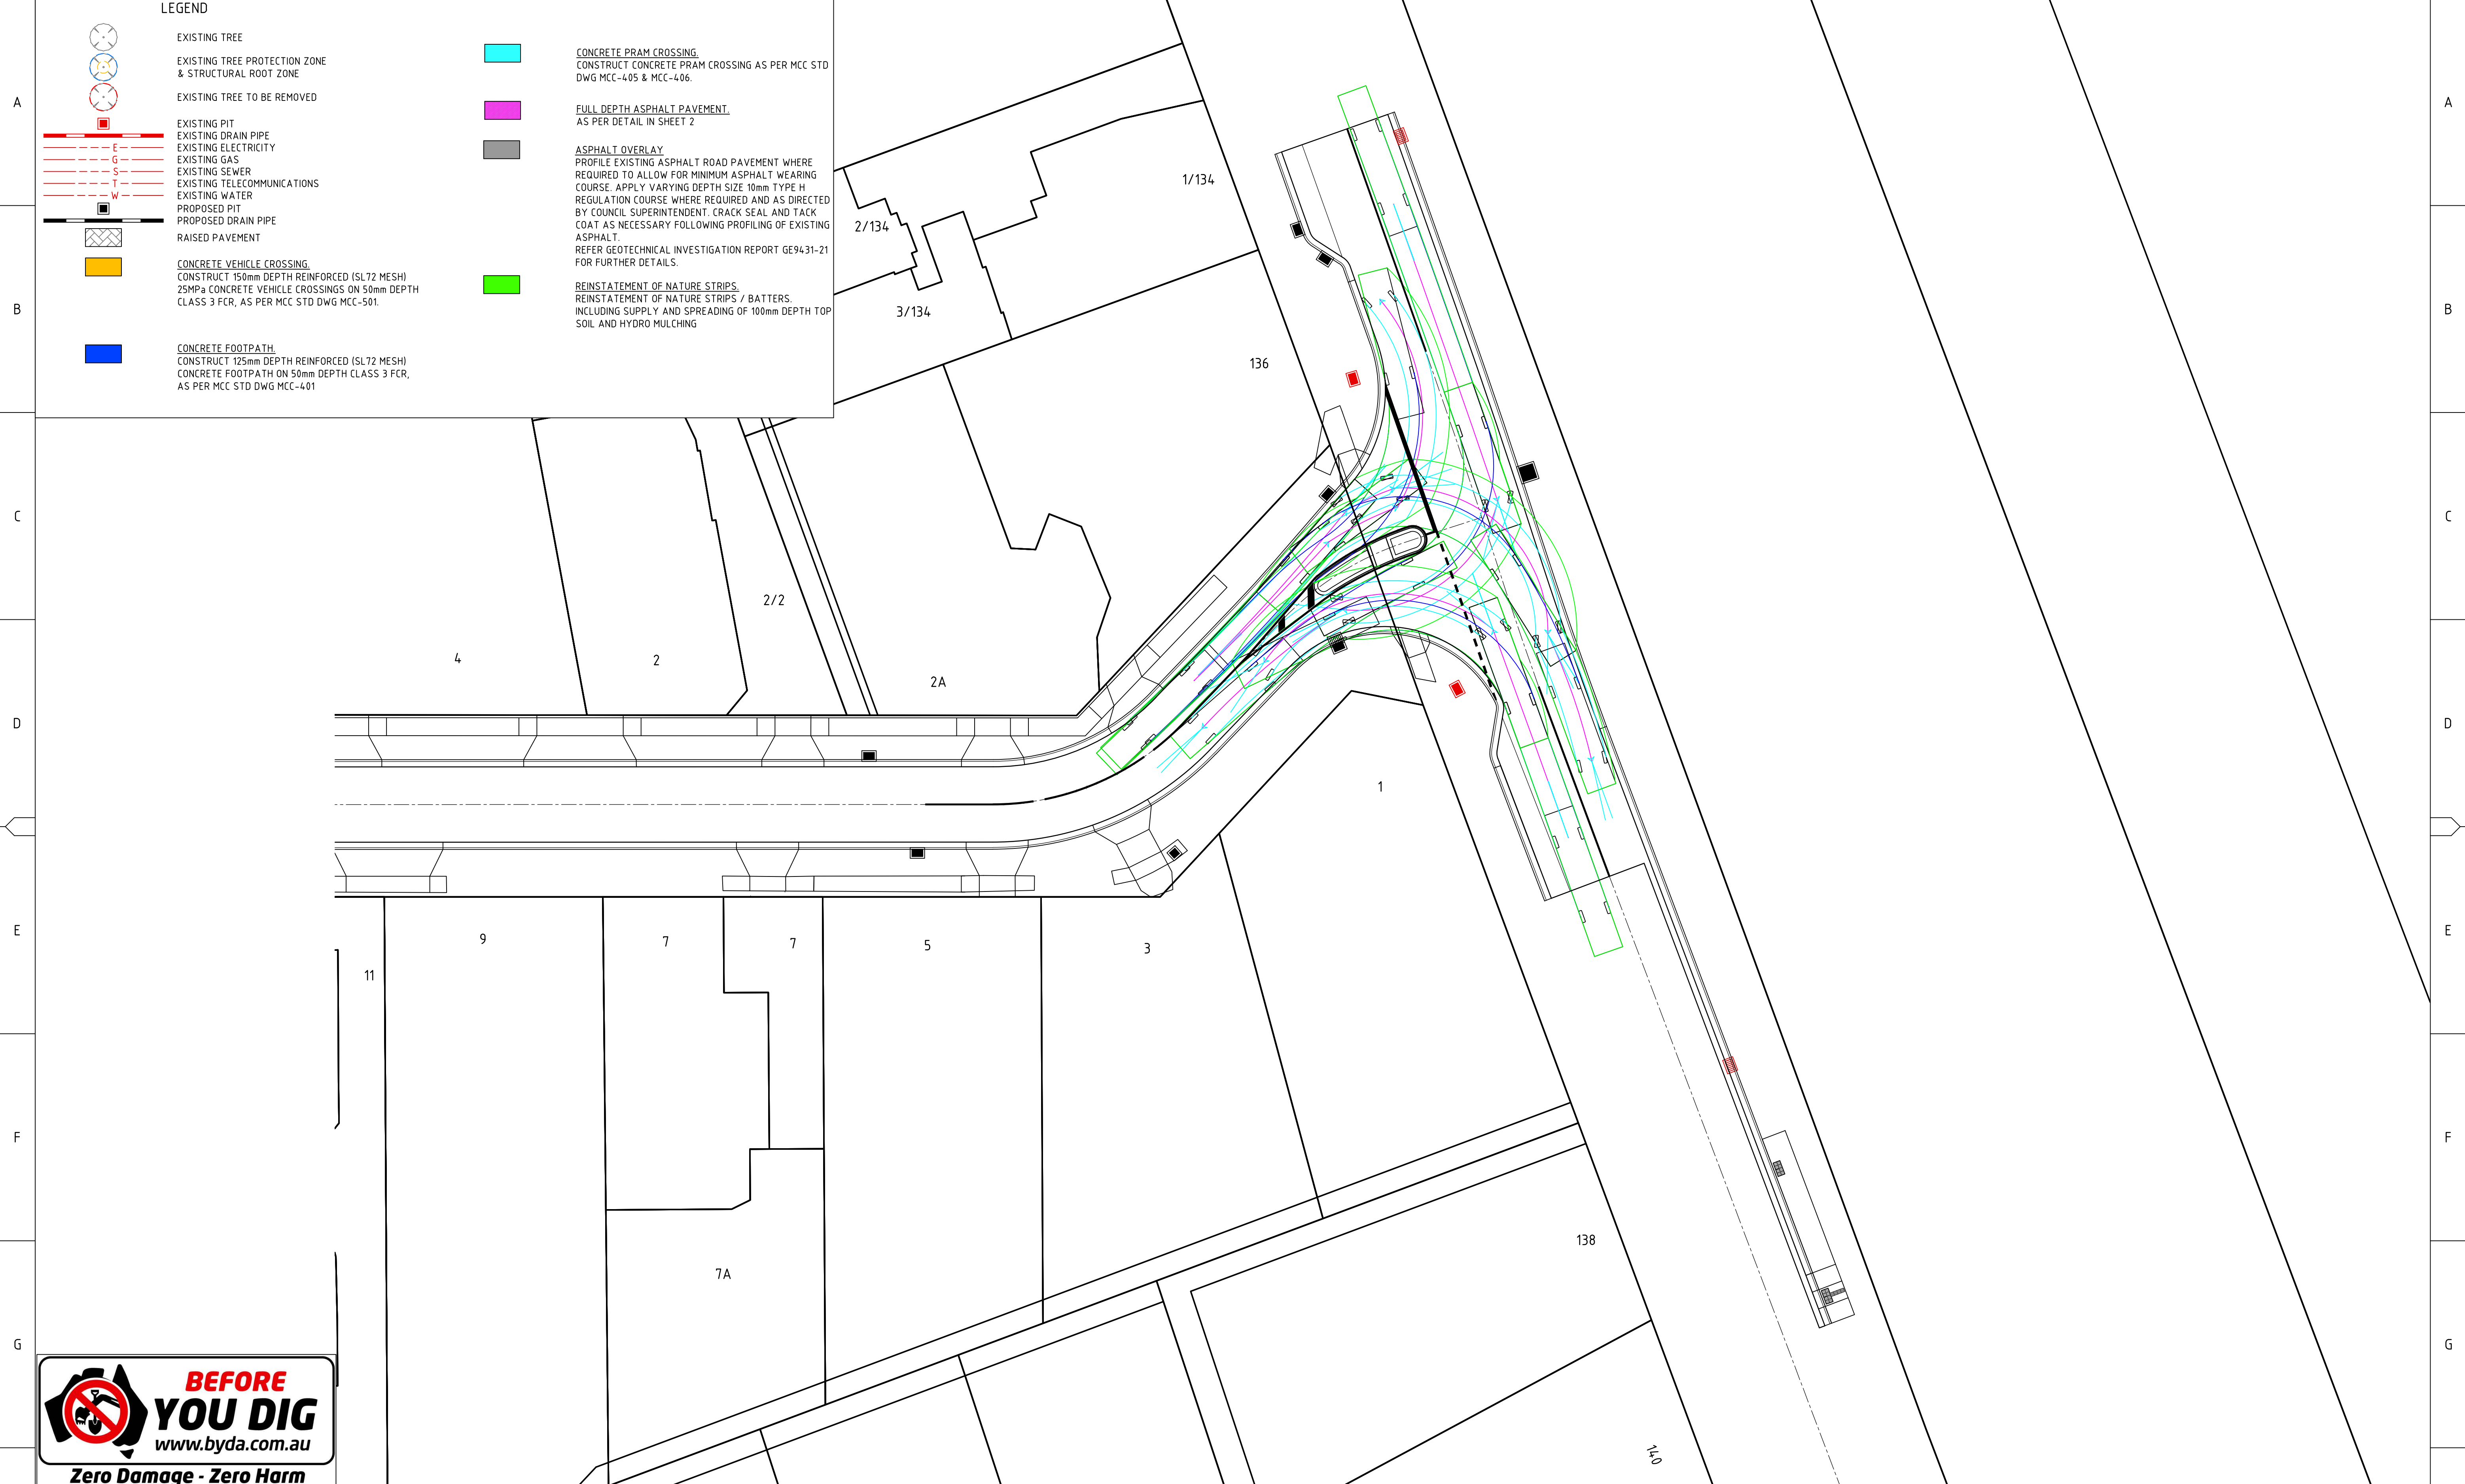 LEGEND
EXISTING TREE
EXISTING TREE PROTECTION ZONE
& STRUCTURAL ROOT ZONE
EXISTING TREE TO BE REMOVED
EXISTING PIT
EXISTING DRAIN PIPE
E EXISTING ELECTRICITY
G EXISTING GAS
S EXISTING SEWER
T EXISTING TELECOMMUNICATIONS
W EXISTING WATER
PROPOSED PIT
PROPOSED DRAIN PIPE
RAISED PAVEMENT
CONCRETE VEHICLE CROSSING.
CONSTRUCT 150mm DEPTH REINFORCED (SL72 MESH)
25MPa CONCRETE VEHICLE CROSSINGS ON 50mm DEPTH
CLASS 3 FCR, AS PER MCC STD DWG MCC-501.
CONCRETE FOOTPATH.
CONSTRUCT 125mm DEPTH REINFORCED (SL72 MESH)
CONCRETE FOOTPATH ON 50mm DEPTH CLASS 3 FCR,
AS PER MCC STD DWG MCC-401
CONCRETE PRAM CROSSING.
CONSTRUCT CONCRETE PRAM CROSSING AS PER MCC STD
DWG MCC-405 & MCC-406.
FULL DEPTH ASPHALT PAVEMENT.
AS PER DETAIL IN SHEET 2
ASPHALT OVERLAY
PROFILE EXISTING ASPHALT ROAD PAVEMENT WHERE
REQUIRED TO ALLOW FOR MINIMUM ASPHALT WEARING
COURSE. APPLY VARYING DEPTH SIZE 10mm TYPE H
REGULATION COURSE WHERE REQUIRED AND AS DIRECTED
BY COUNCIL SUPERINTENDENT. CRACK SEAL AND TACK
COAT AS NECESSARY FOLLOWING PROFILING OF EXISTING
ASPHALT.
REFER GEOTECHNICAL INVESTIGATION REPORT GE9431-21
FOR FURTHER DETAILS.
REINSTATEMENT OF NATURE STRIPS.
REINSTATEMENT OF NATURE STRIPS / BATTERS.
INCLUDING SUPPLY AND SPREADING OF 100mm DEPTH TOP
SOIL AND HYDRO MULCHING
A
B
C
D
E
F
G
1/134
2/134
3/134
136
2/2
4
2
2A
1
9
7
7
5
3
11
7A
138
140
A
B
C
D
E
F
G
BEFORE
YOU DIG
www.byda.com.au
Zero Damage - Zero Harm